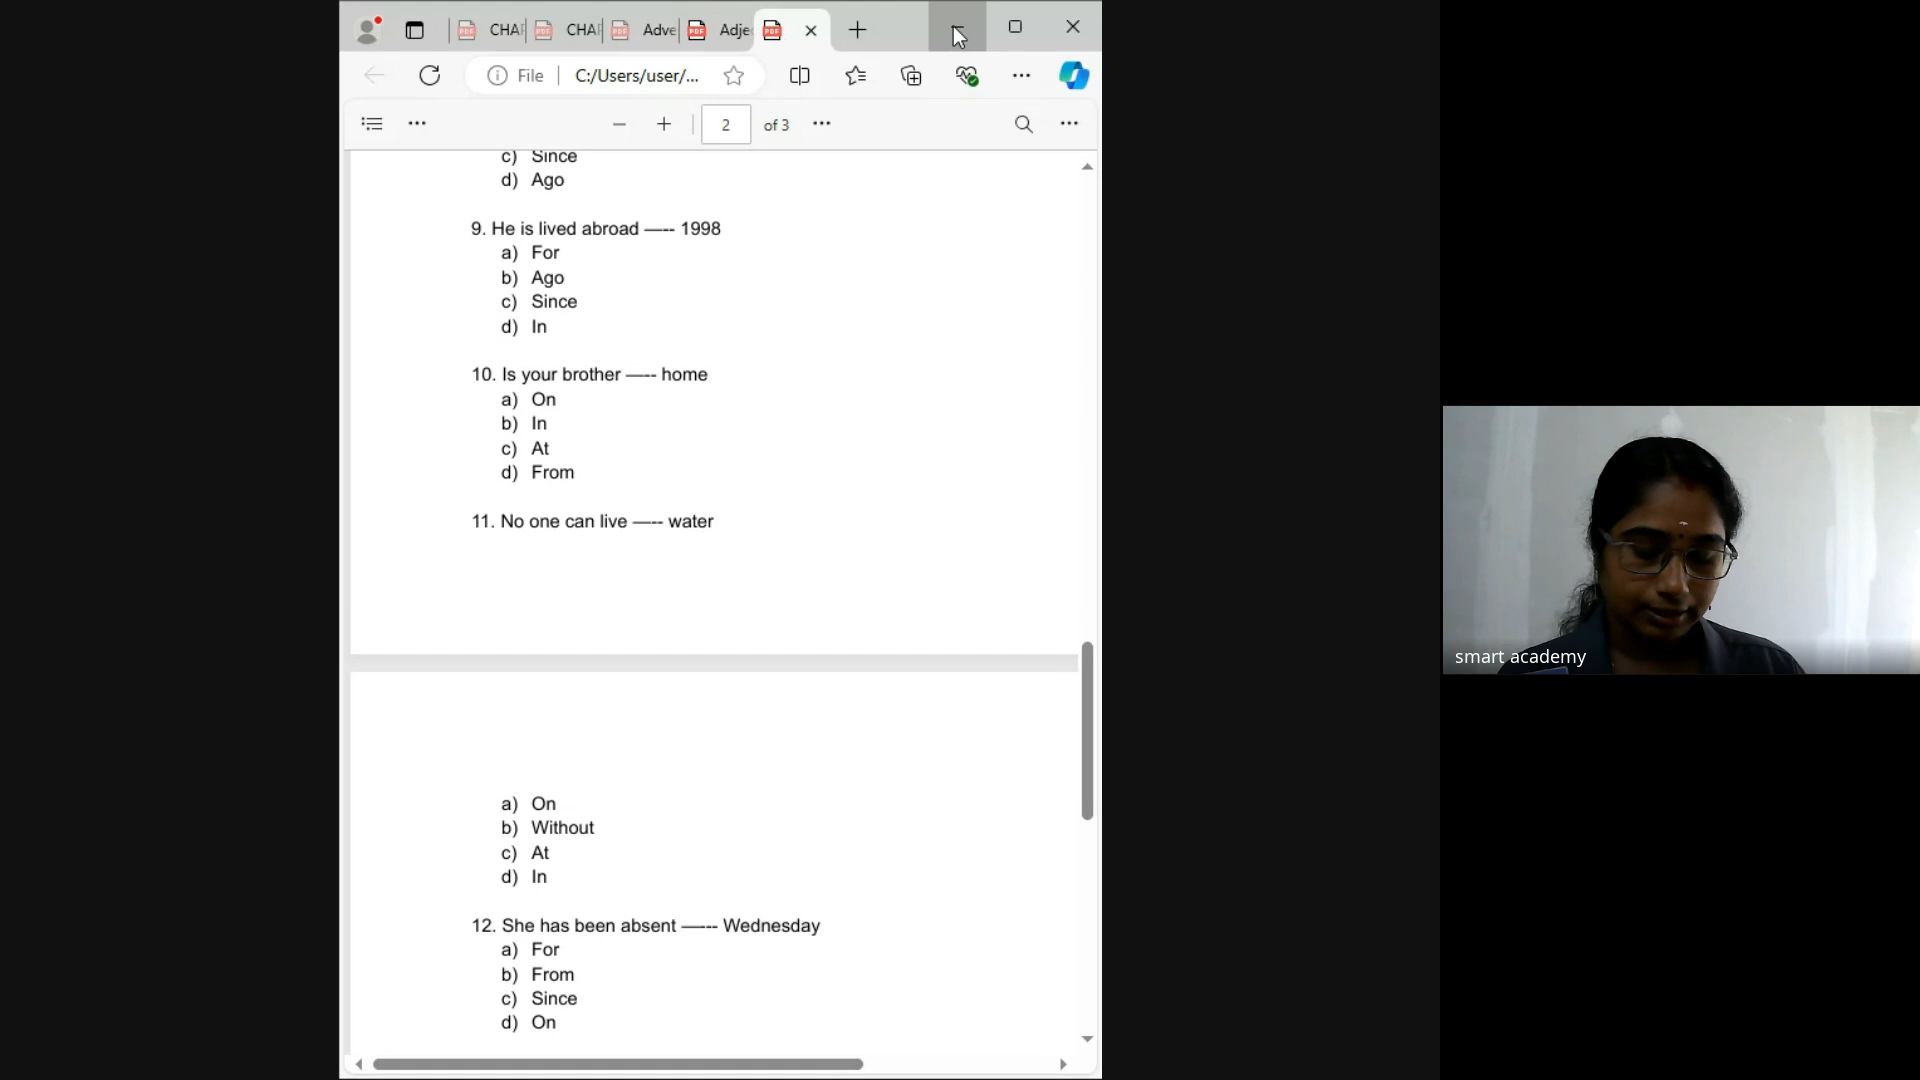 CHA
CHA
Adve
Adje
File
C:/Users/user/...
2 of 3
c) Since
d) Ago
9. He is lived abroad —-- 1998
a) For
b) Ago
c) Since
d) In
10. Is your brother —-- home
a) On
b) In
c) At
d) From
11. No one can live —-- water
a) On
b) Without
c) At
d) In
12. She has been absent —--- Wednesday
a) For
b) From
c) Since
d) On
smart academy